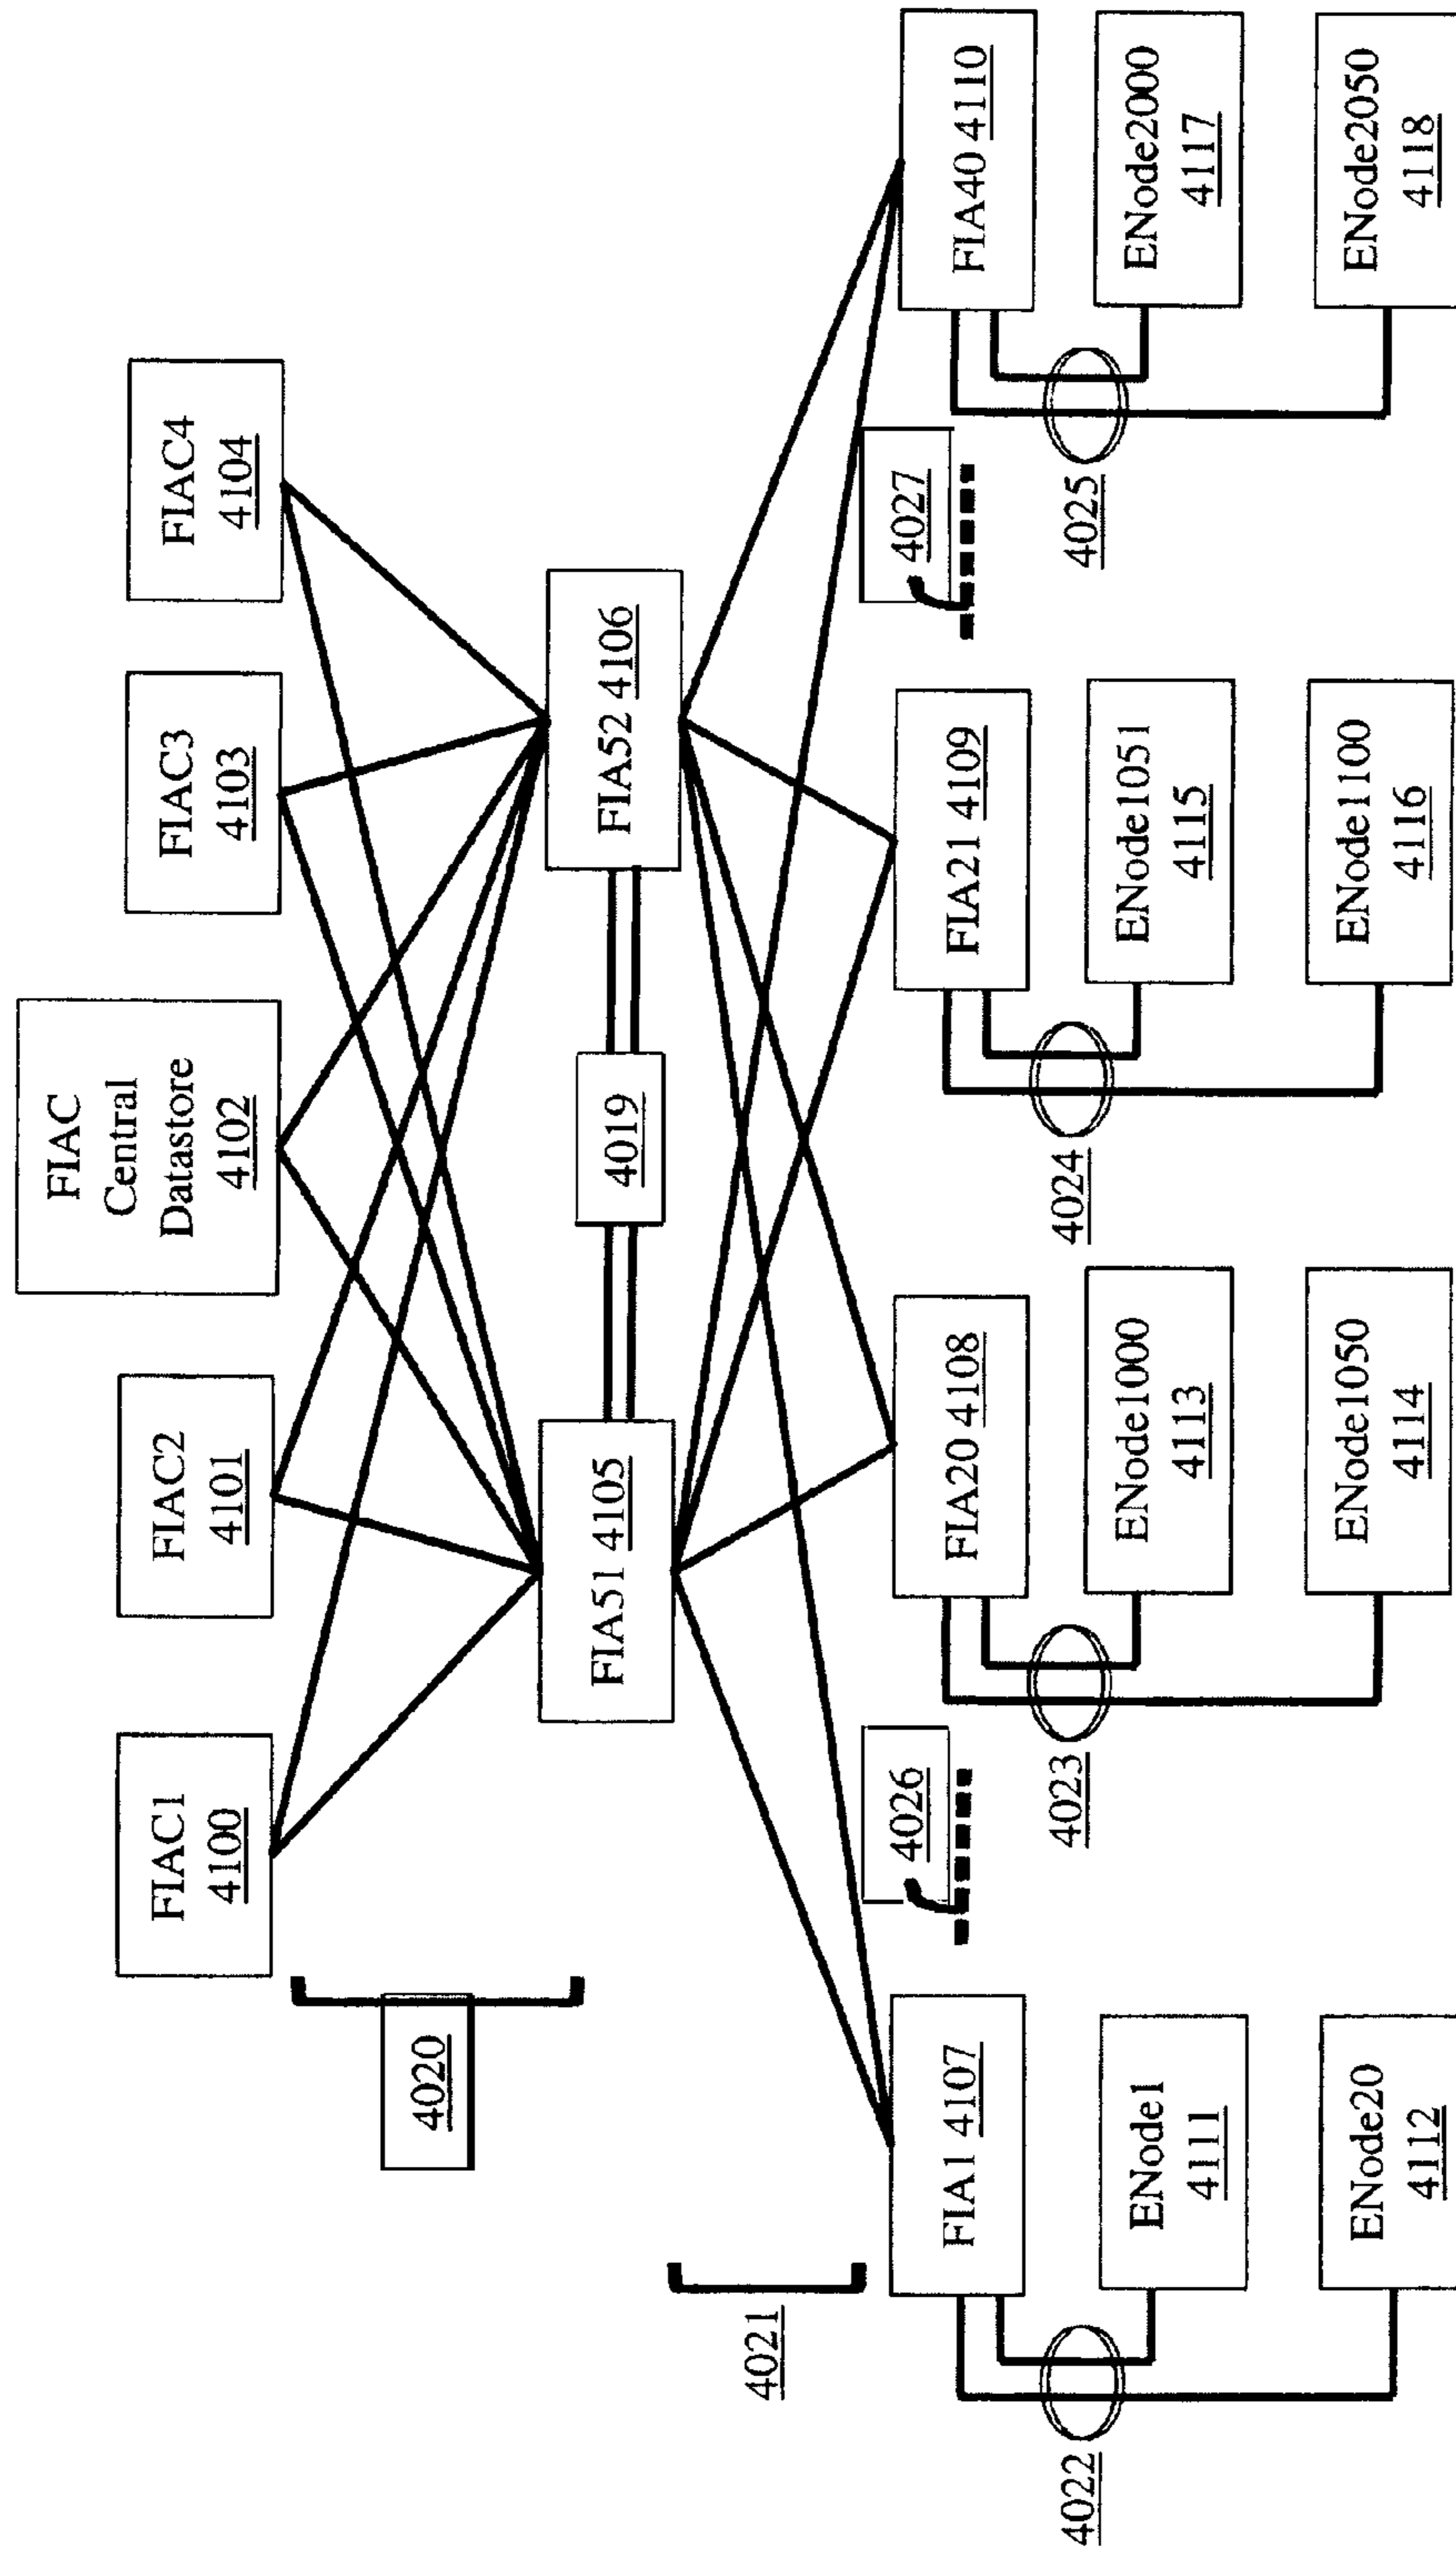 FIAC1
4100
FIAC2
4101
FIAC
Central
Datastore
4102
FIAC3
4103
FIAC4
4104
4020
FIA51 4105
4019
FIA52 4106
4021
4026
4027
FIA1 4107
FIA20 4108
FIA21 4109
FIA40 4110
4022
ENode1
4111
4023
ENode1000
4113
4024
ENode1051
4115
4025
ENode2000
4117
ENode20
4112
ENode1050
4114
ENode1100
4116
ENode2050
4118